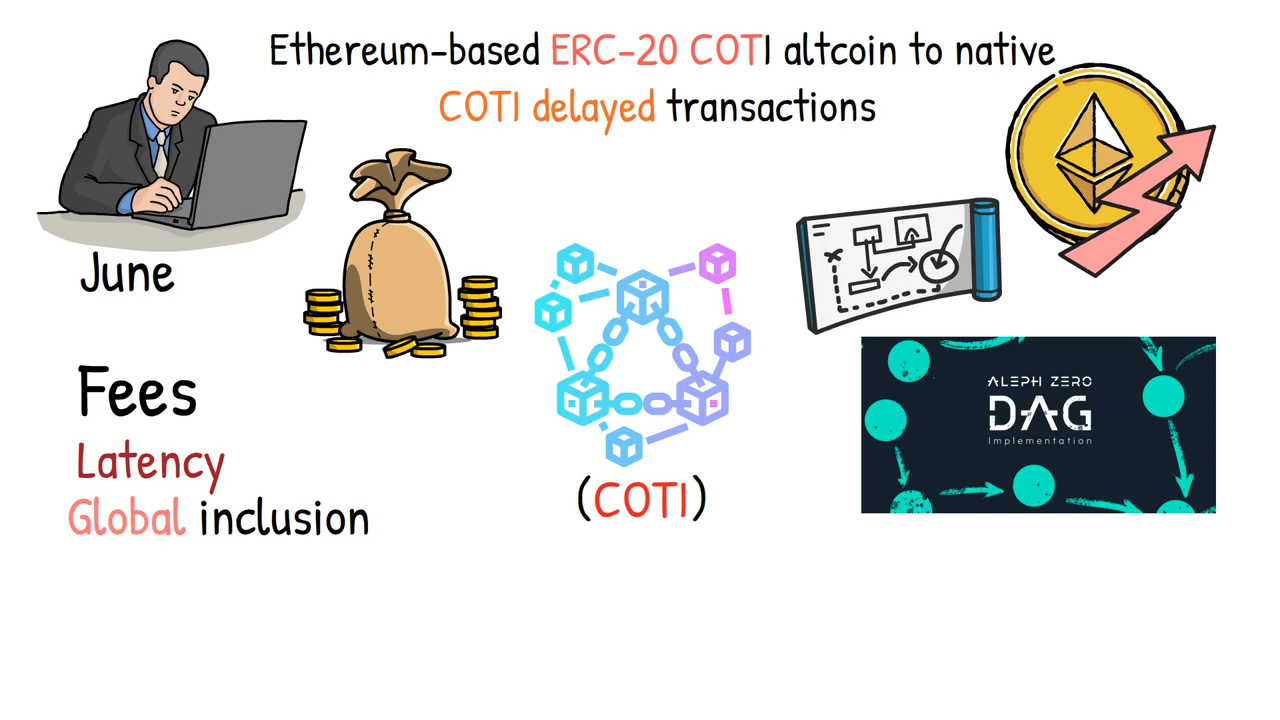 Ethereum-based ERC-20 COTI altcoin to native
COTI delayed transactions
June
Fees
Latency
Global inclusion
(COTI)
ALEPH ZERO
DAG
Implementation